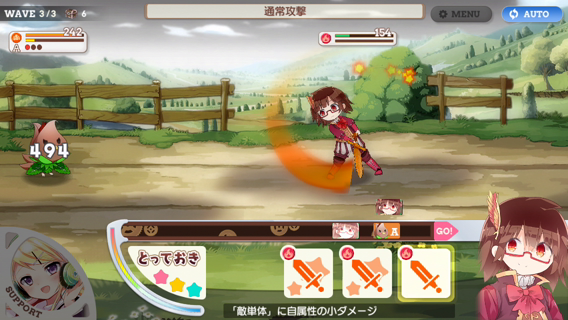 WAVE 3/3 6
通常攻撃
MENU
AUTO
242
A
154
494
A
GO!
とっておき
SUPPORT
「敵単体」に自属性の小ダメージ